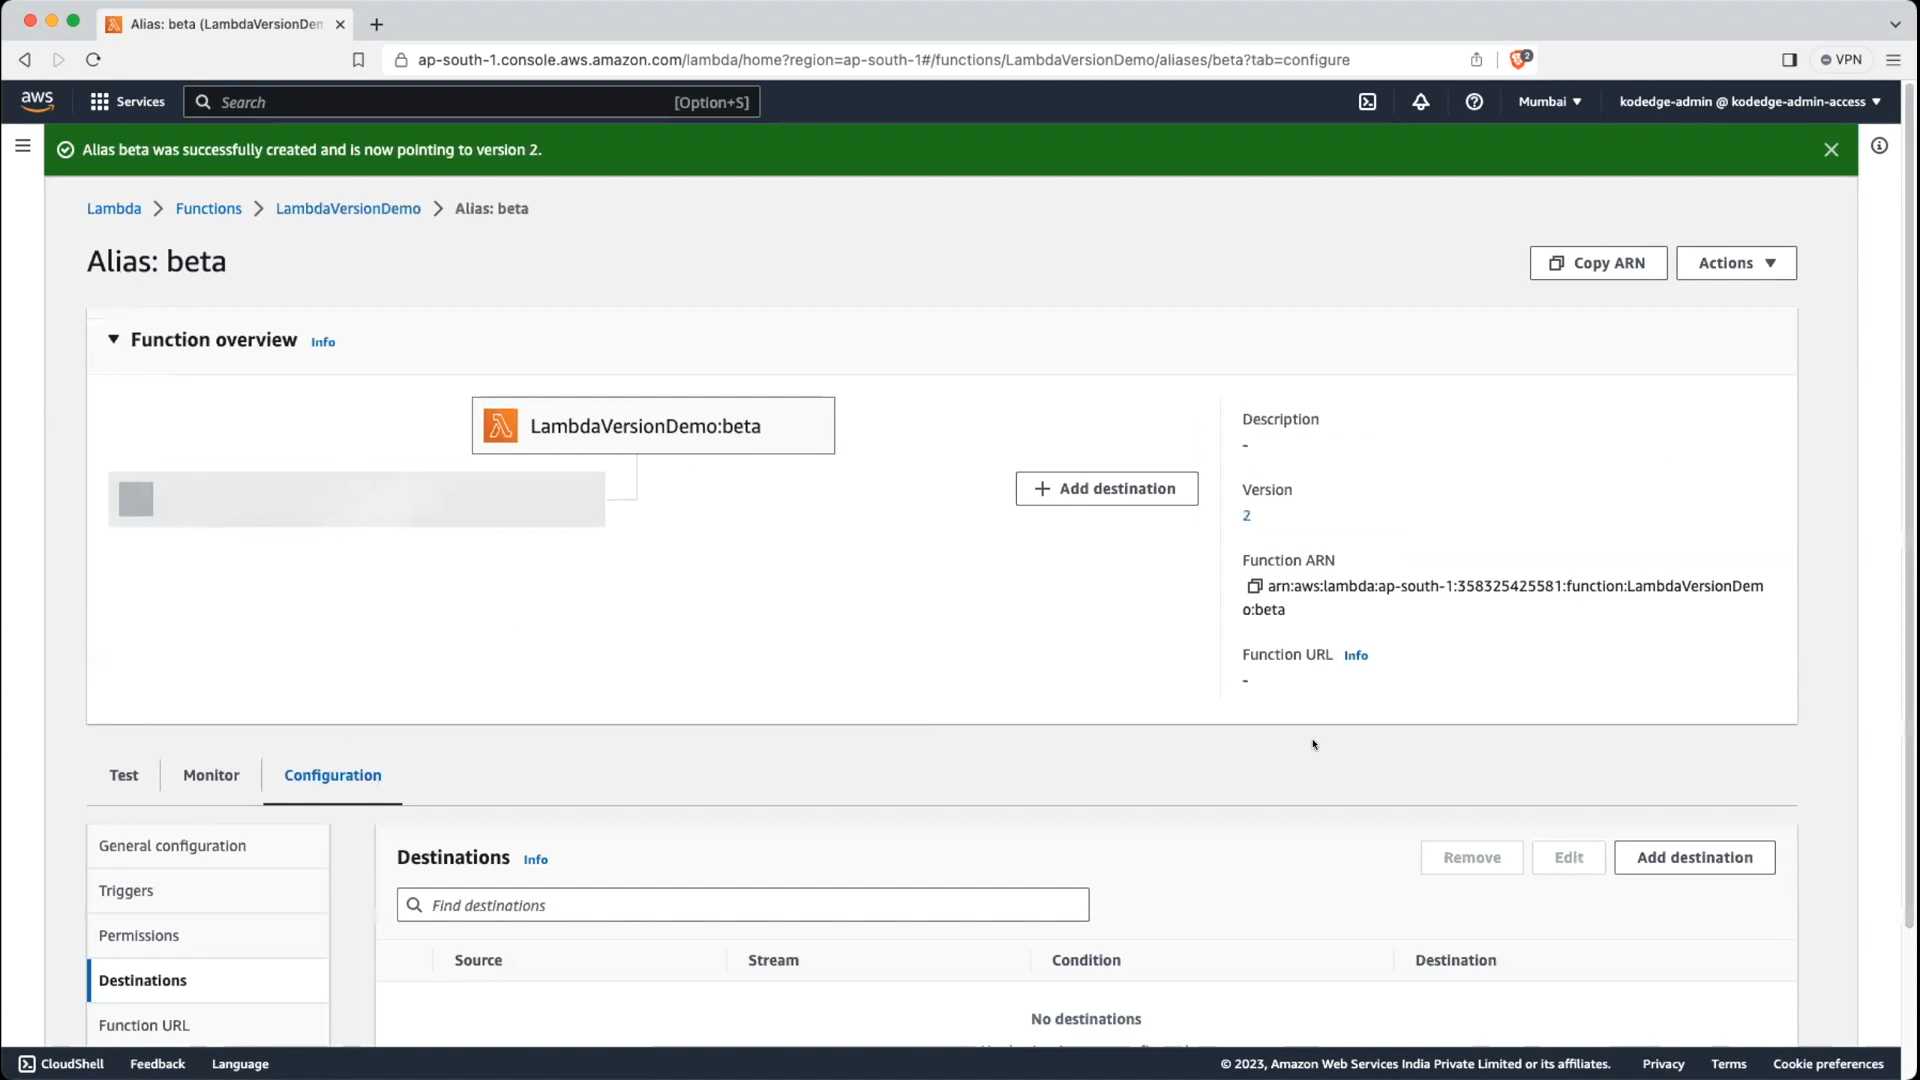 Alias: beta (LambdaVersionDem
ap-south-1.console.aws.amazon.com/lambda/home?region=ap-south-1#/functions/LambdaVersionDemo/aliases/beta?tab=configure
2
VPN
aws
Services
Search
[Option+S]
Mumbai
kodedge-admin @ kodedge-admin-access
Alias beta was successfully created and is now pointing to version 2.
Lambda
Functions
LambdaVersionDemo
Alias: beta
Alias: beta
Copy ARN
Actions
Function overview
Info
LambdaVersionDemo:beta
Add destination
Description
-
Version
2
Function ARN
arn:aws:lambda:ap-south-1:358325425581:function:LambdaVersionDem
o:beta
Function URL
Info
-
Test
Monitor
Configuration
General configuration
Triggers
Permissions
Destinations
Function URL
Destinations
Info
Remove
Edit
Add destination
Find destinations
Source
Stream
Condition
Destination
No destinations
CloudShell
Feedback
Language
© 2023, Amazon Web Services India Private Limited or its affiliates.
Privacy
Terms
Cookie preferences